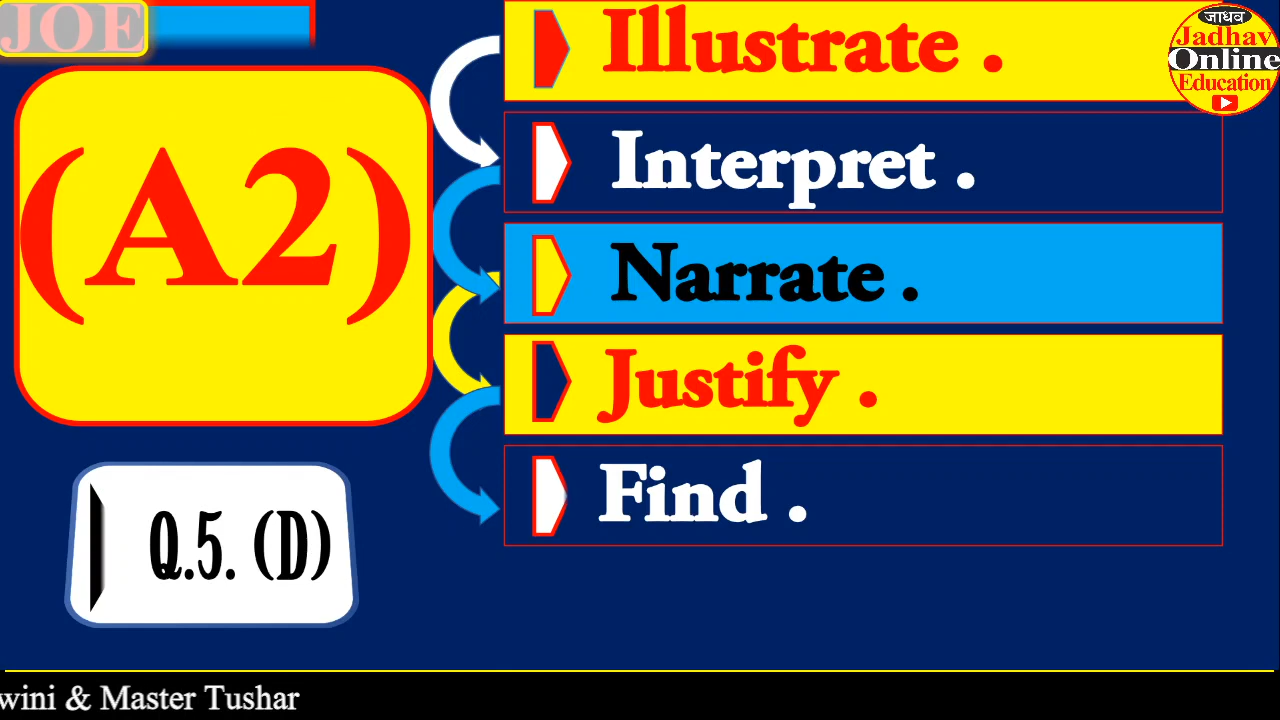 JOE
Illustrate .
जाधव
Jadhav
Online
Education
(A2)
Interpret .
Narrate .
Justify .
Find .
Q.5. (D)
wini & Master Tushar